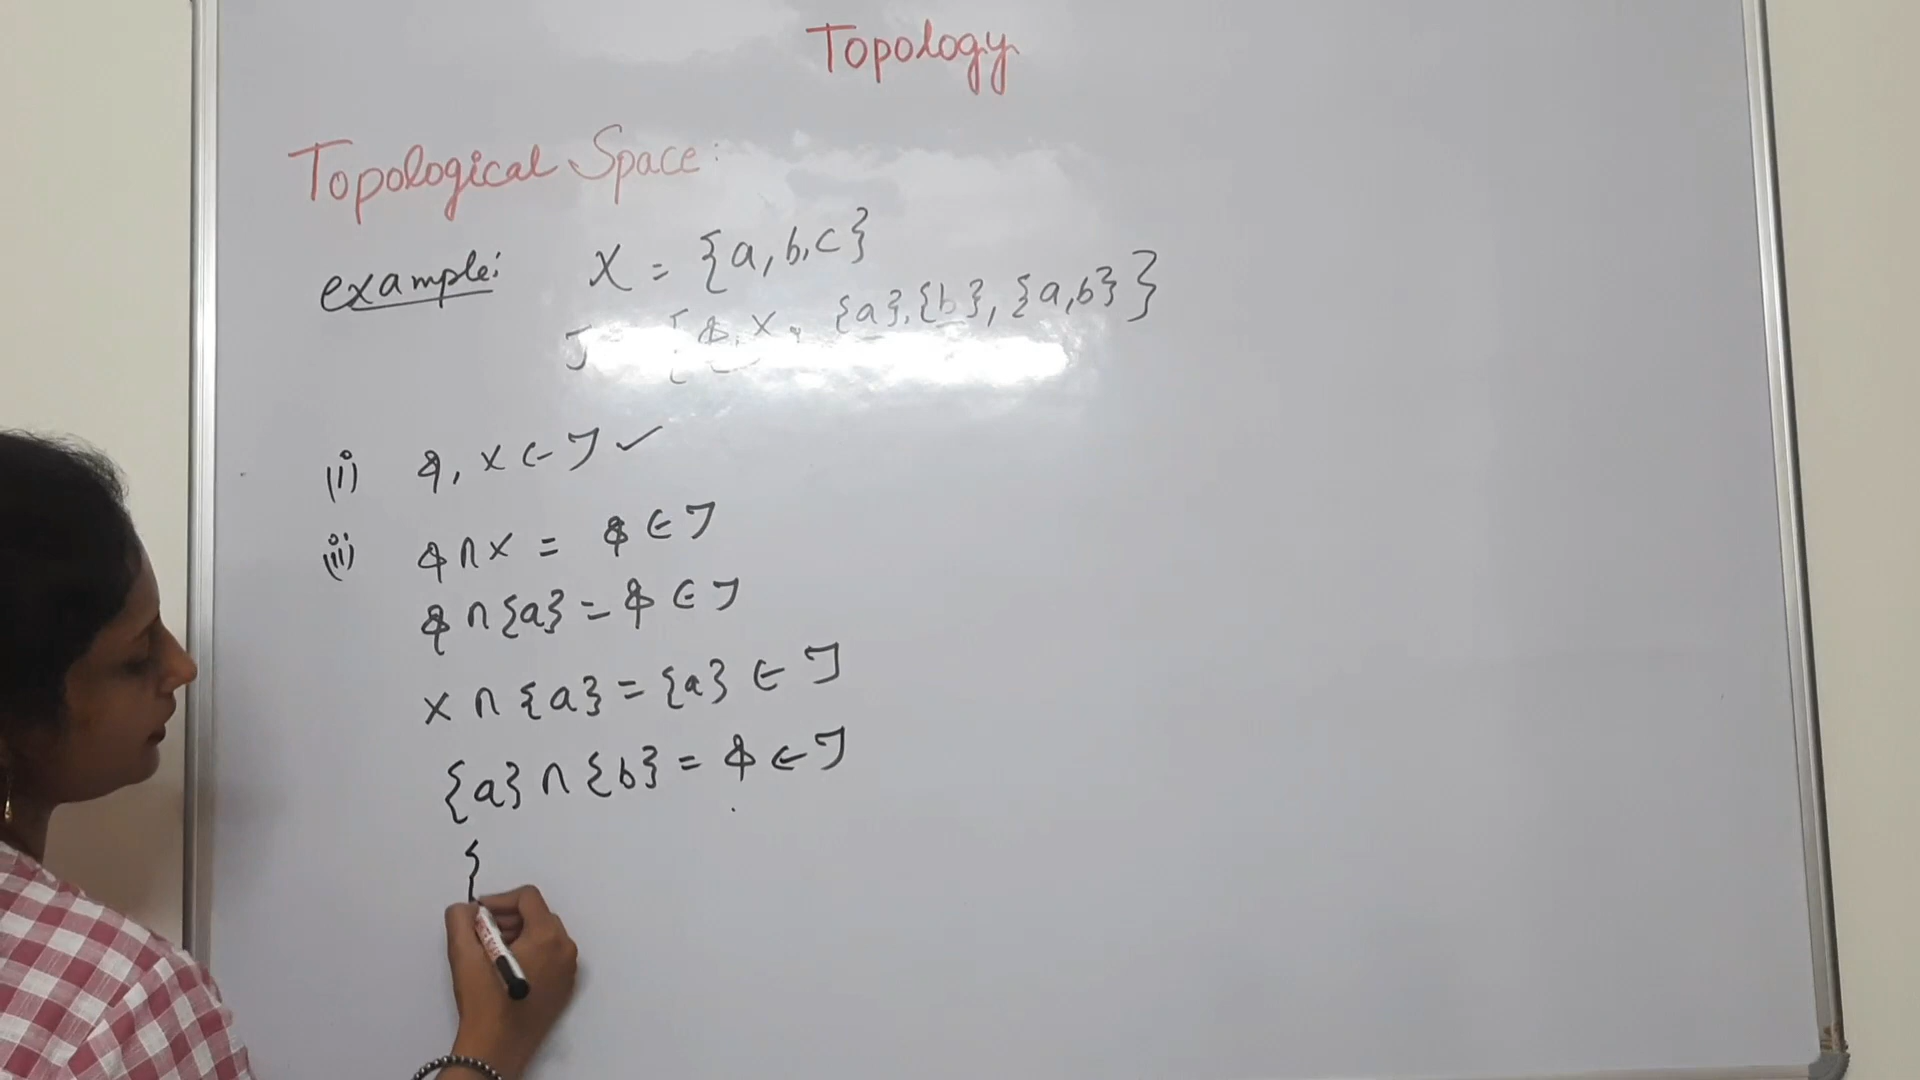 Topology
Topological Space:
example: X = {a, b, c}
J = {ϕ, X, {a}, {b}, {a, b}}
(i) ϕ, X ∈ J ✓
(ii) ϕ ∩ X = ϕ ∈ J
ϕ ∩ {a} = ϕ ∈ J
X ∩ {a} = {a} ∈ J
{a} ∩ {b} = ϕ ∈ J
{